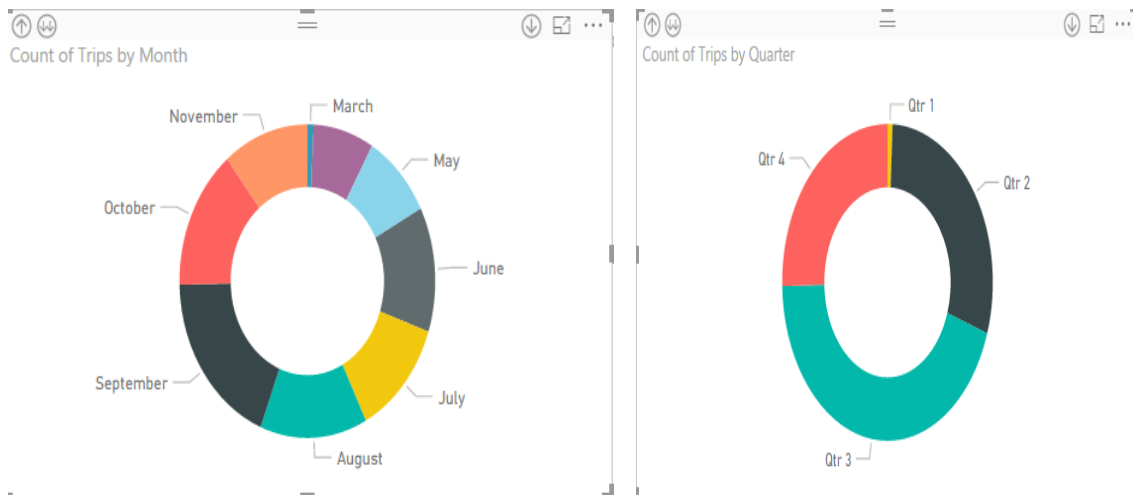 Count of Trips by Month
March
May
June
July
August
September
October
November
Count of Trips by Quarter
Qtr 1
Qtr 2
Qtr 3
Qtr 4